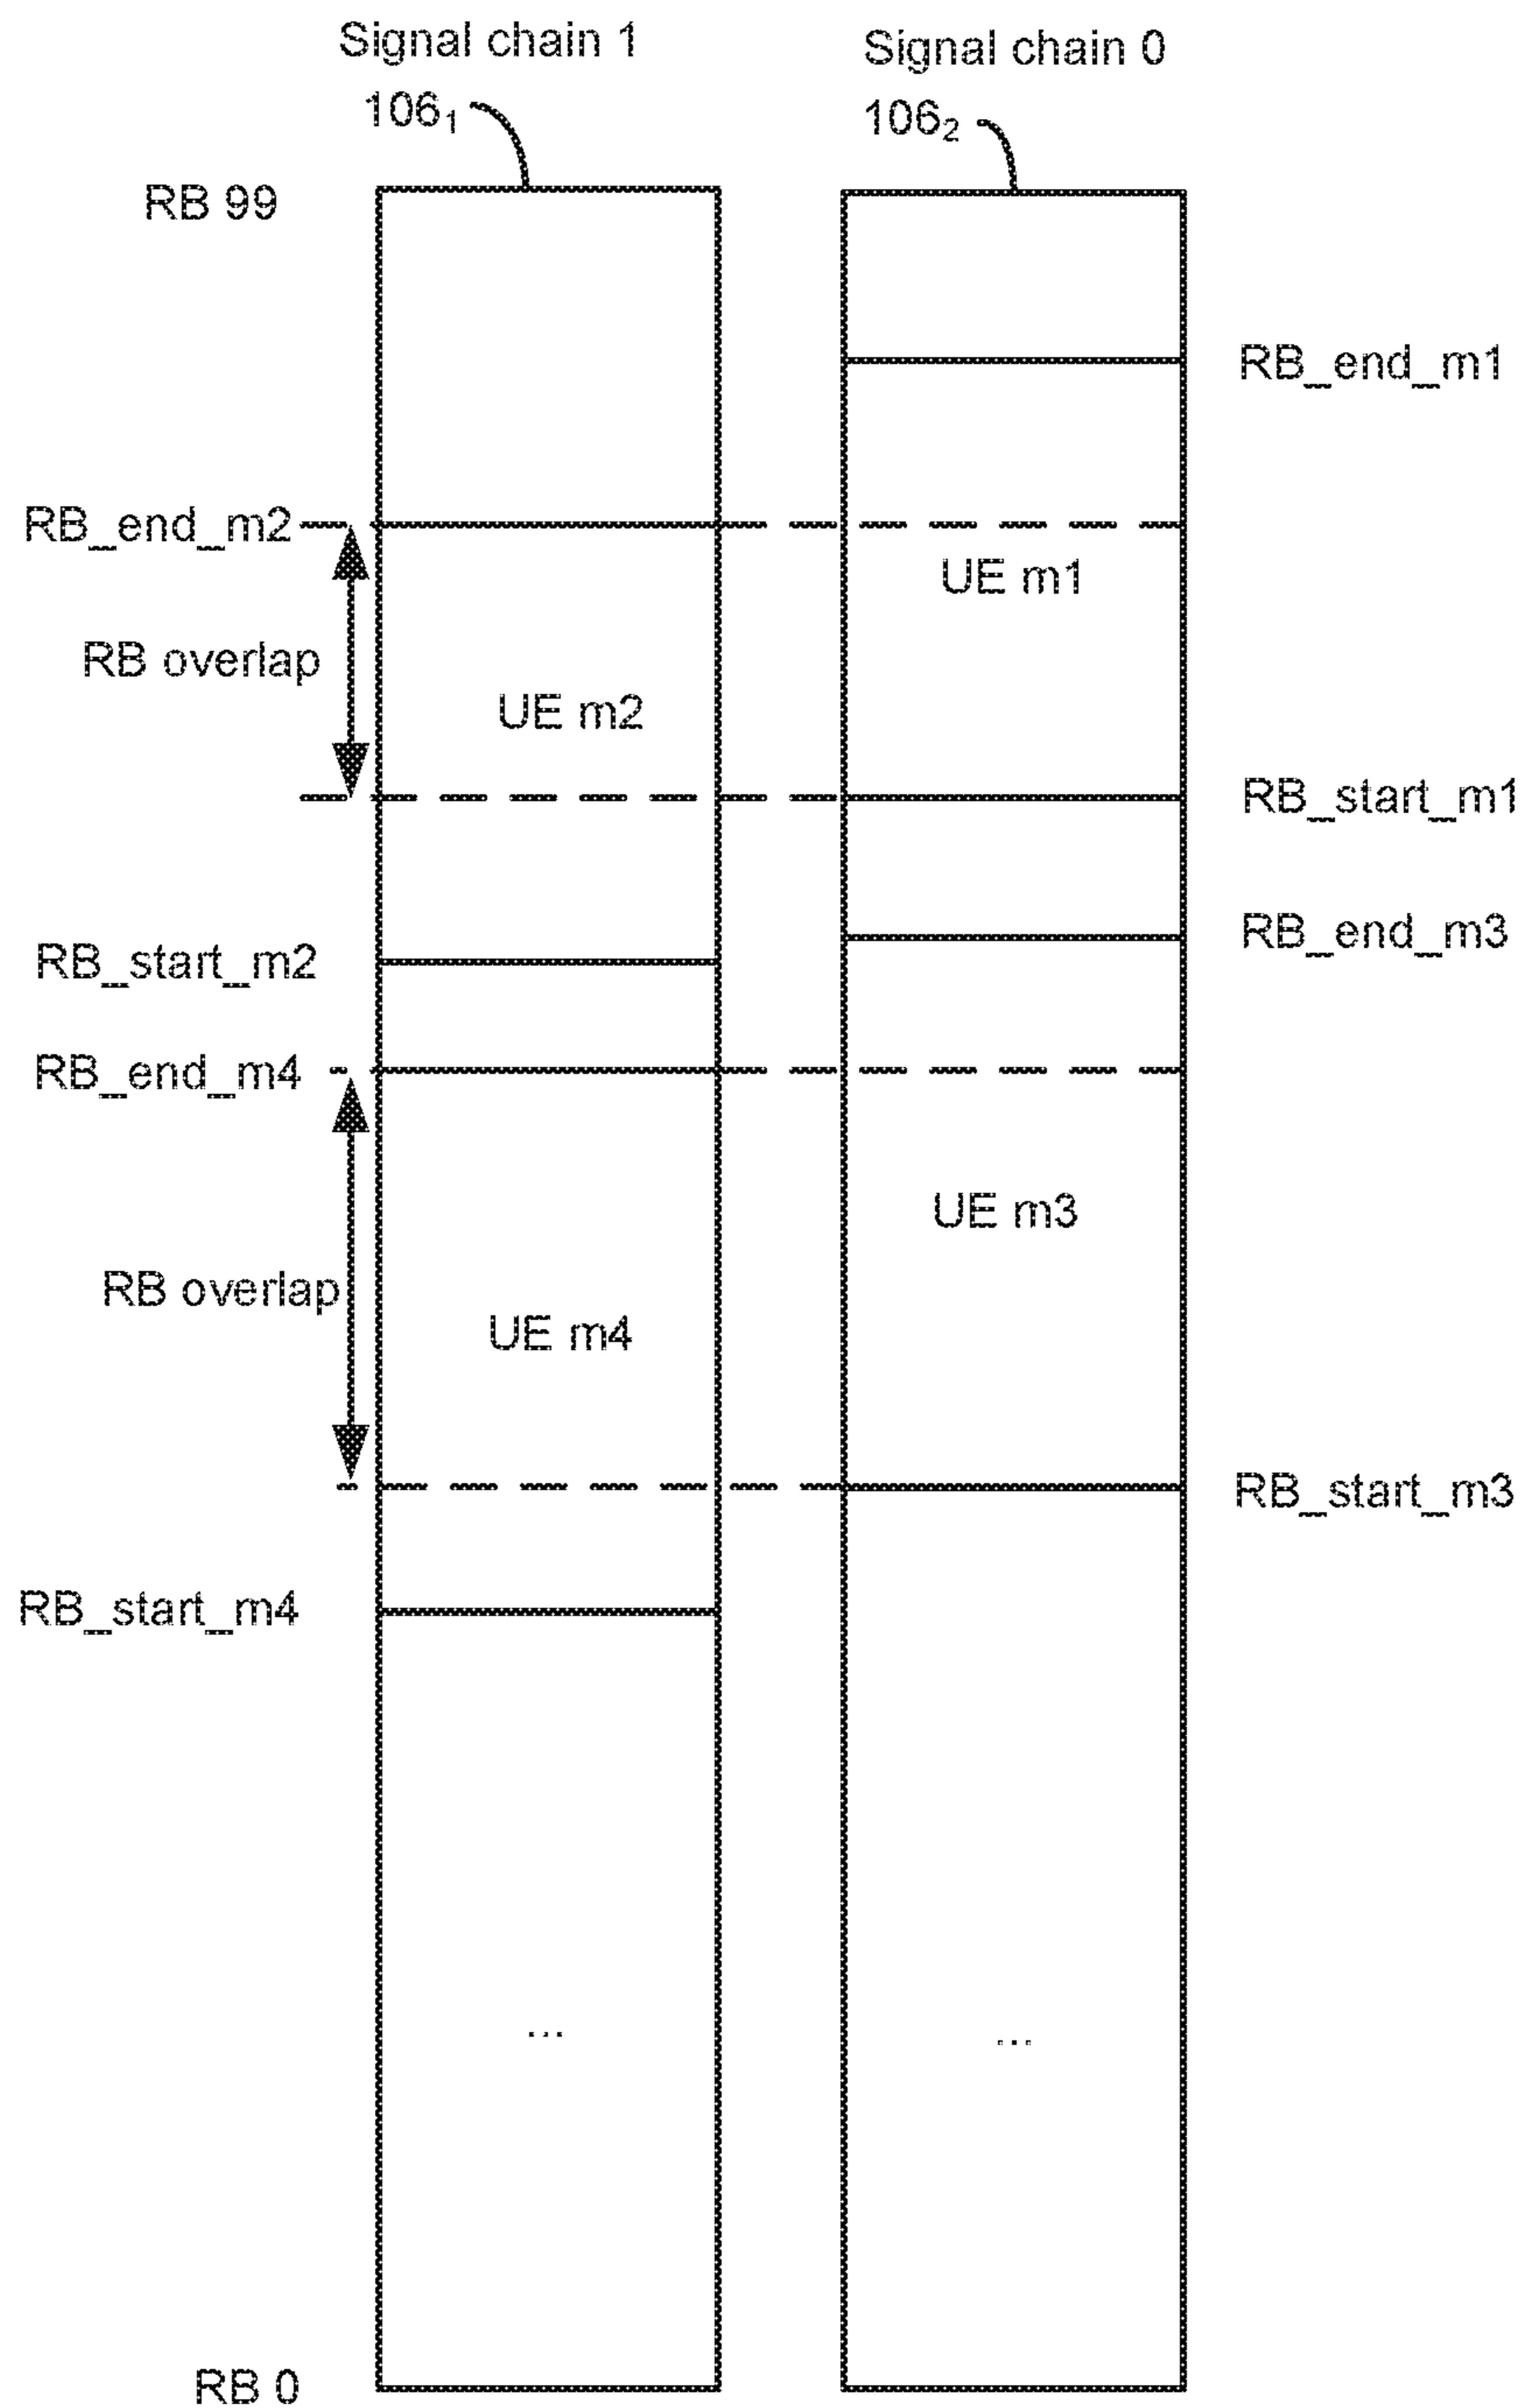 Signal chain 1
106₁
Signal chain 0
106₂
RB 99
RB_end_m1
RB_end_m2
UE m1
RB overlap
UE m2
RB_start_m1
RB_end_m3
RB_start_m2
RB_end_m4
UE m3
RB overlap
UE m4
RB_start_m3
RB_start_m4
...
...
RB 0